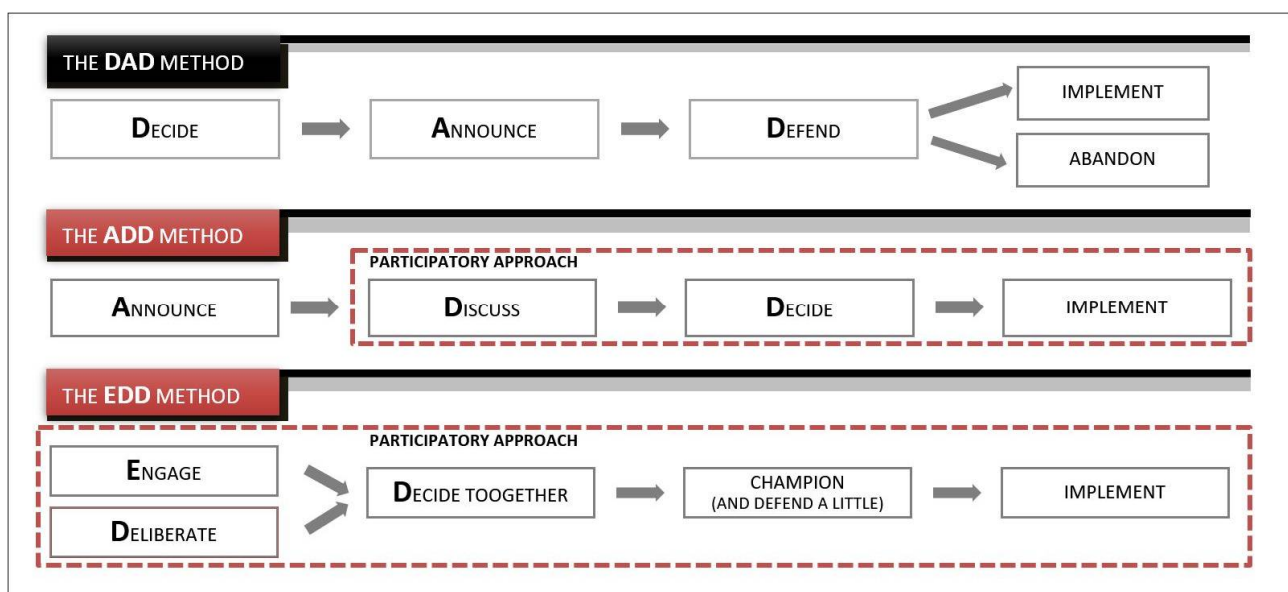 THE DAD METHOD
DECIDE
ANNOUNCE
DEFEND
IMPLEMENT
ABANDON
THE ADD METHOD
PARTICIPATORY APPROACH
ANNOUNCE
DISCUSS
DECIDE
IMPLEMENT
THE EDD METHOD
PARTICIPATORY APPROACH
ENGAGE
DELIBERATE
DECIDE TOOGETHER
CHAMPION
(AND DEFEND A LITTLE)
IMPLEMENT